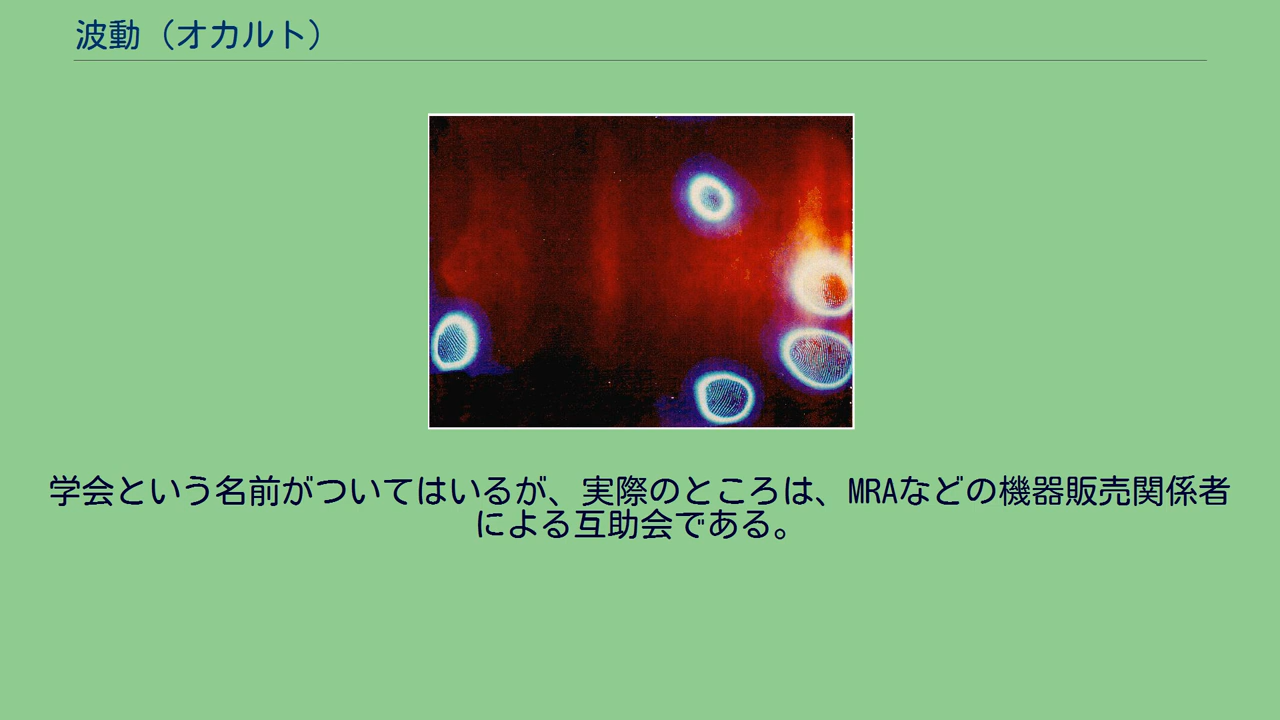 波動（オカルト）
学会という名前がついてはいるが、実際のところは、MRAなどの機器販売関係者
による互助会である。